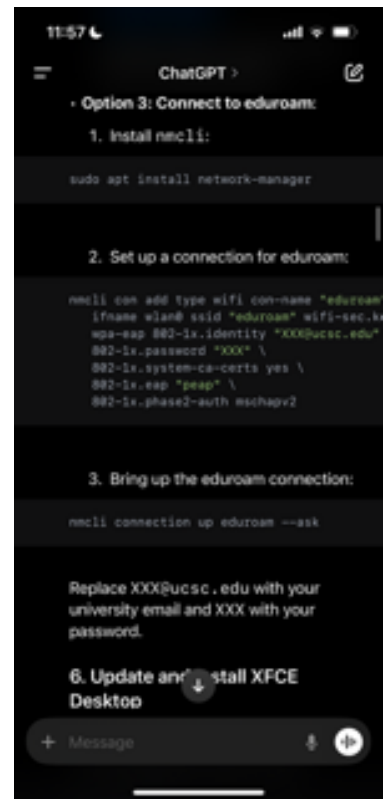 11:57
ChatGPT >
• Option 3: Connect to eduroam:
1. Install nmcli:
sudo apt install network-manager
2. Set up a connection for eduroam:
nmcli con add type wifi con-name "eduroam"
ifname wlan0 ssid "eduroam" wifi-sec.k
wpa-eap 802-1x.identity "XXX@ucsc.edu"
802-1x.password "XXX" \
802-1x.system-ca-certs yes \
802-1x.eap "peap" \
802-1x.phase2-auth mschapv2
3. Bring up the eduroam connection:
nmcli connection up eduroam --ask
Replace XXX@ucsc.edu with your
university email and XXX with your
password.
6. Update and stall XFCE
Desktop
Message